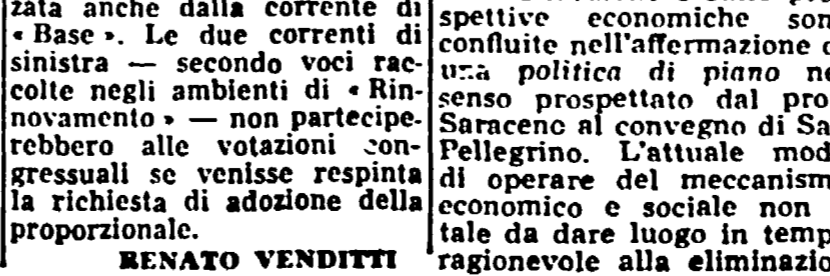 zata anche dalla corrente di
« Base ». Le due correnti di
sinistra — secondo voci rac-
colte negli ambienti di « Rin-
novamento » — non partecipe-
rebbero alle votazioni con-
gressuali se venisse respinta
la richiesta di adozione della
proporzionale.
RENATO VENDITTI
spettive economiche son
confluite nell'affermazione
una politica di piano ne
senso prospettato dal pro
Saraceno al convegno di Sa
Pellegrino. L'attuale mod
di operare del meccanism
economico e sociale non
tale da dare luogo in temp
ragionevole alla eliminazio